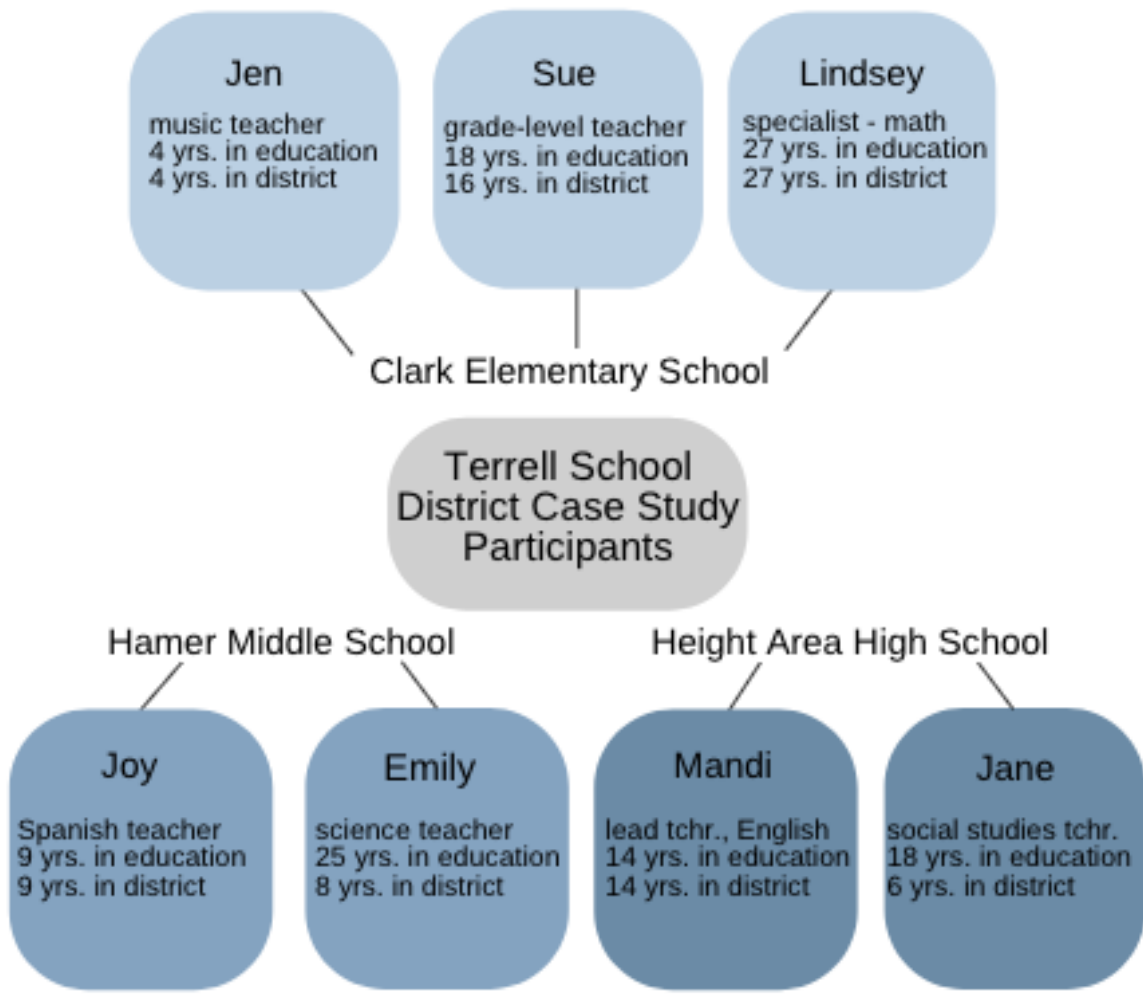 Jen
music teacher
4 yrs. in education
4 yrs. in district
Sue
grade-level teacher
18 yrs. in education
16 yrs. in district
Lindsey
specialist - math
27 yrs. in education
27 yrs. in district
Clark Elementary School
Terrell School
District Case Study
Participants
Hamer Middle School
Height Area High School
Joy
Spanish teacher
9 yrs. in education
9 yrs. in district
Emily
science teacher
25 yrs. in education
8 yrs. in district
Mandi
lead tchr., English
14 yrs. in education
14 yrs. in district
Jane
social studies tchr.
18 yrs. in education
6 yrs. in district